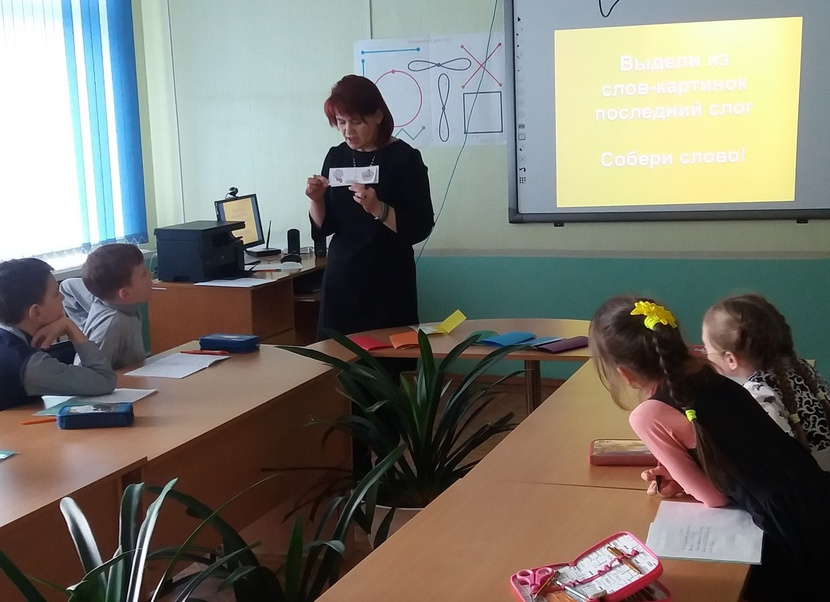 Выдели из
слов-картинок
последний слог
Собери слово!